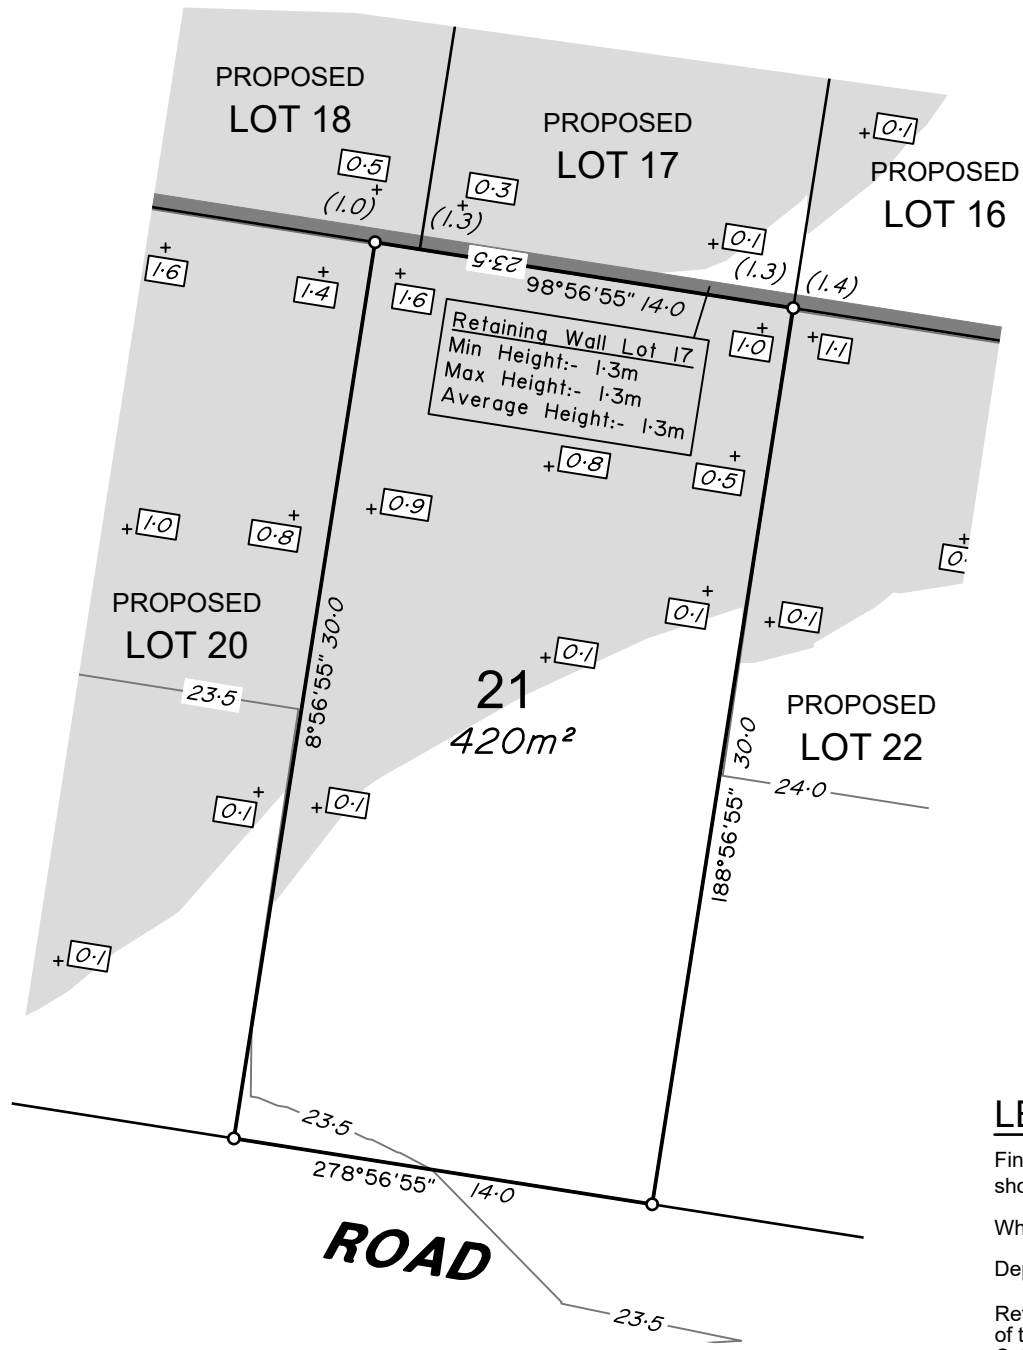 PROPOSED
LOT 18
PROPOSED
LOT 17
0·1
PROPOSED
LOT 16
0·5
0·3
(1.0)
(1.3)
0·1
(1.3)
(1.4)
23·5
98°56'55" 14·0
1·6
1·4
1·6
Retaining Wall Lot 17
Min Height:- 1·3m
Max Height:- 1·3m
Average Height:- 1·3m
1·0
1·1
0·8
0·5
0·9
1·0
0·8
PROPOSED
LOT 20
23·5
8°56'55" 30·0
0·1
0·1
0·1
21
420m²
PROPOSED
LOT 22
24·0
188°56'55" 30·0
0·1
0·1
0·1
23·5
278°56'55" 14·0
ROAD
23·5